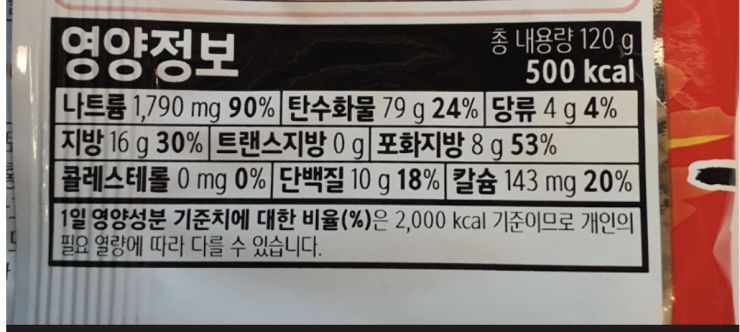 영양정보
총 내용량 120 g
500 kcal
나트륨 1,790 mg 90% 탄수화물 79 g 24% 당류 4 g 4%
지방 16 g 30% 트랜스지방 0 g 포화지방 8 g 53%
콜레스테롤 0 mg 0% 단백질 10 g 18% 칼슘 143 mg 20%
1일 영양성분 기준치에 대한 비율(%)은 2,000 kcal 기준이므로 개인의
필요 열량에 따라 다를 수 있습니다.